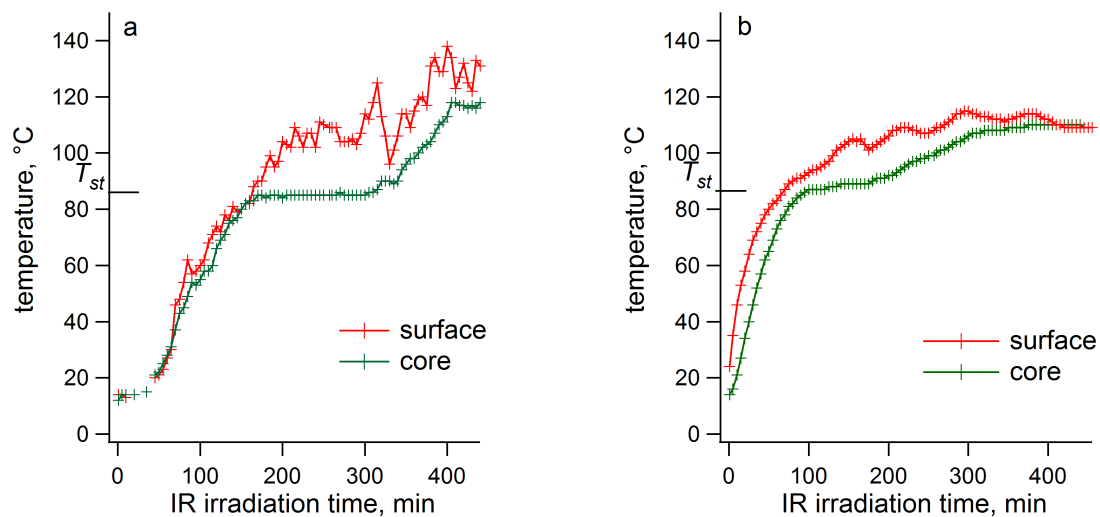 a
140
120
100
80
60
40
20
0
temperature, °C
T_st
surface
core
0 100 200 300 400
IR irradiation time, min
b
140
120
100
80
60
40
20
0
temperature, °C
T_st
surface
core
0 100 200 300 400
IR irradiation time, min